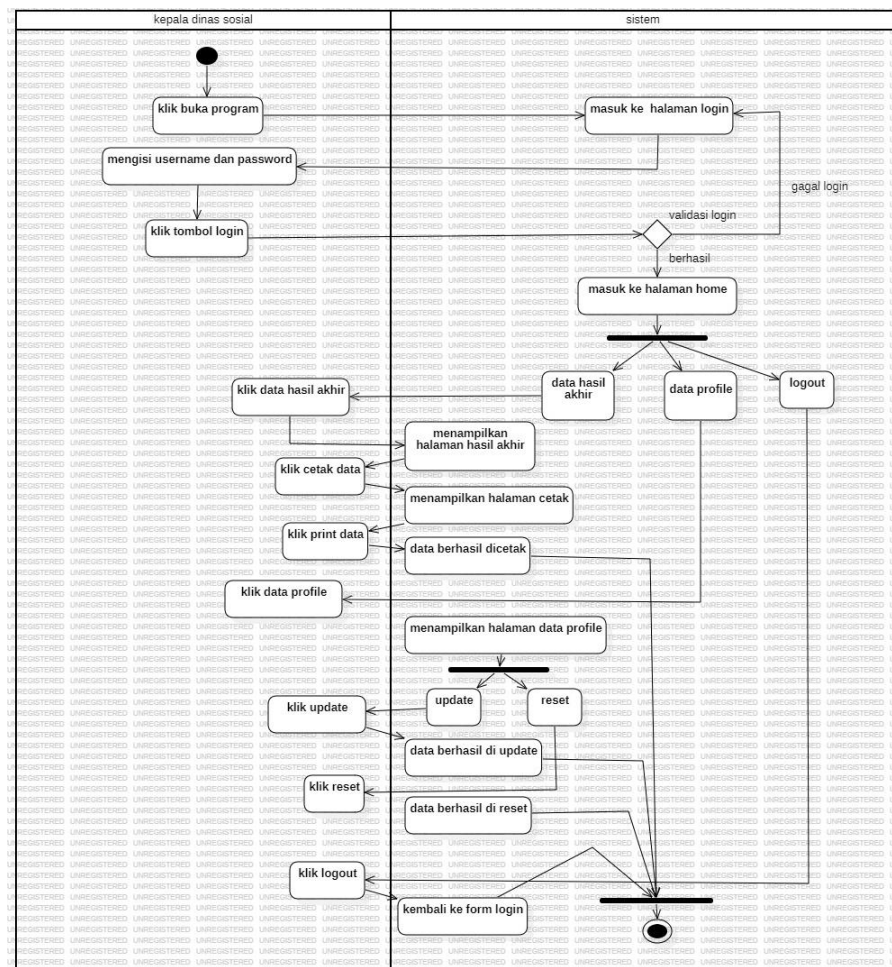 kepala dinas sosial
sistem
klik buka program
masuk ke halaman login
mengisi username dan password
gagal login
klik tombol login
validasi login
berhasil
masuk ke halaman home
klik data hasil akhir
data hasil
akhir
data profile
logout
menampilkan
halaman hasil akhir
klik cetak data
menampilkan halaman cetak
klik print data
data berhasil dicetak
klik data profile
menampilkan halaman data profile
klik update
update
reset
data berhasil di update
klik reset
data berhasil di reset
klik logout
kembali ke form login
UNREGISTERED